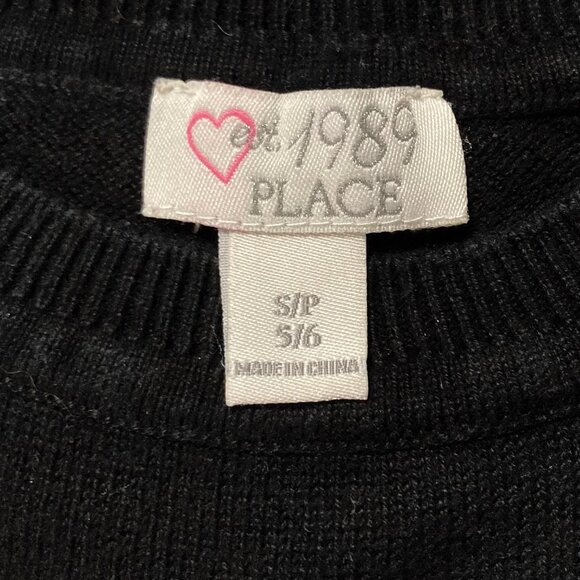 est. 1989
PLACE
S/P
5/6
MADE IN CHINA